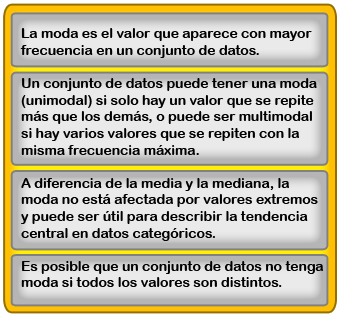 La moda es el valor que aparece con mayor
frecuencia en un conjunto de datos.
Un conjunto de datos puede tener una moda
(unimodal) si solo hay un valor que se repite
más que los demás, o puede ser multimodal
si hay varios valores que se repiten con la
misma frecuencia máxima.
A diferencia de la media y la mediana, la
moda no está afectada por valores extremos
y puede ser útil para describir la tendencia
central en datos categóricos.
Es posible que un conjunto de datos no tenga
moda si todos los valores son distintos.